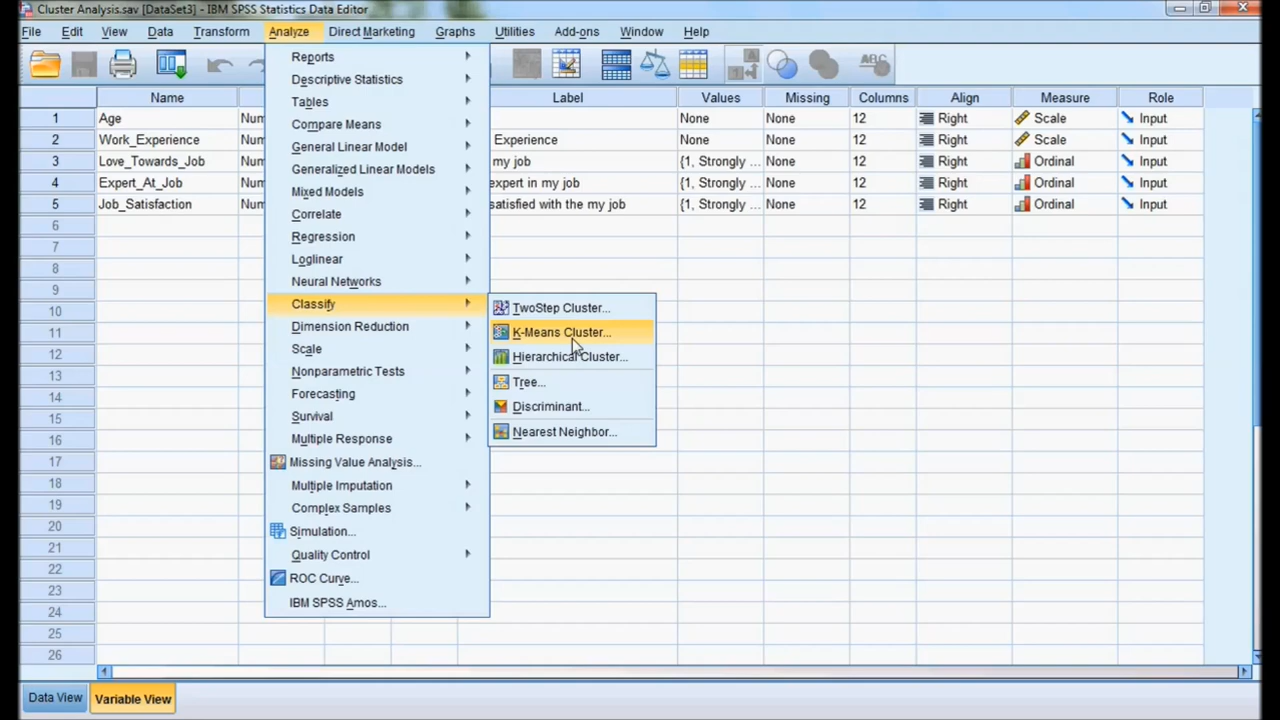 Cluster Analysis.sav [DataSet3] - IBM SPSS Statistics Data Editor
File Edit View Data Transform Analyze Direct Marketing Graphs Utilities Add-ons Window Help
Name Label Values Missing Columns Align Measure Role
1 Age Num None None 12 Right Scale Input
2 Work_Experience Num Experience None None 12 Right Scale Input
3 Love_Towards_Job Num my job {1, Strongly ... None 12 Right Ordinal Input
4 Expert_At_Job Num expert in my job {1, Strongly ... None 12 Right Ordinal Input
5 Job_Satisfaction Num satisfied with the my job {1, Strongly ... None 12 Right Ordinal Input
6
7
8
9
10
11
12
13
14
15
16
17
18
19
20
21
22
23
24
25
26
Reports
Descriptive Statistics
Tables
Compare Means
General Linear Model
Generalized Linear Models
Mixed Models
Correlate
Regression
Loglinear
Neural Networks
Classify
Dimension Reduction
Scale
Nonparametric Tests
Forecasting
Survival
Multiple Response
Missing Value Analysis...
Multiple Imputation
Complex Samples
Simulation...
Quality Control
ROC Curve...
IBM SPSS Amos...
TwoStep Cluster...
K-Means Cluster...
Hierarchical Cluster...
Tree...
Discriminant...
Nearest Neighbor...
Data View Variable View